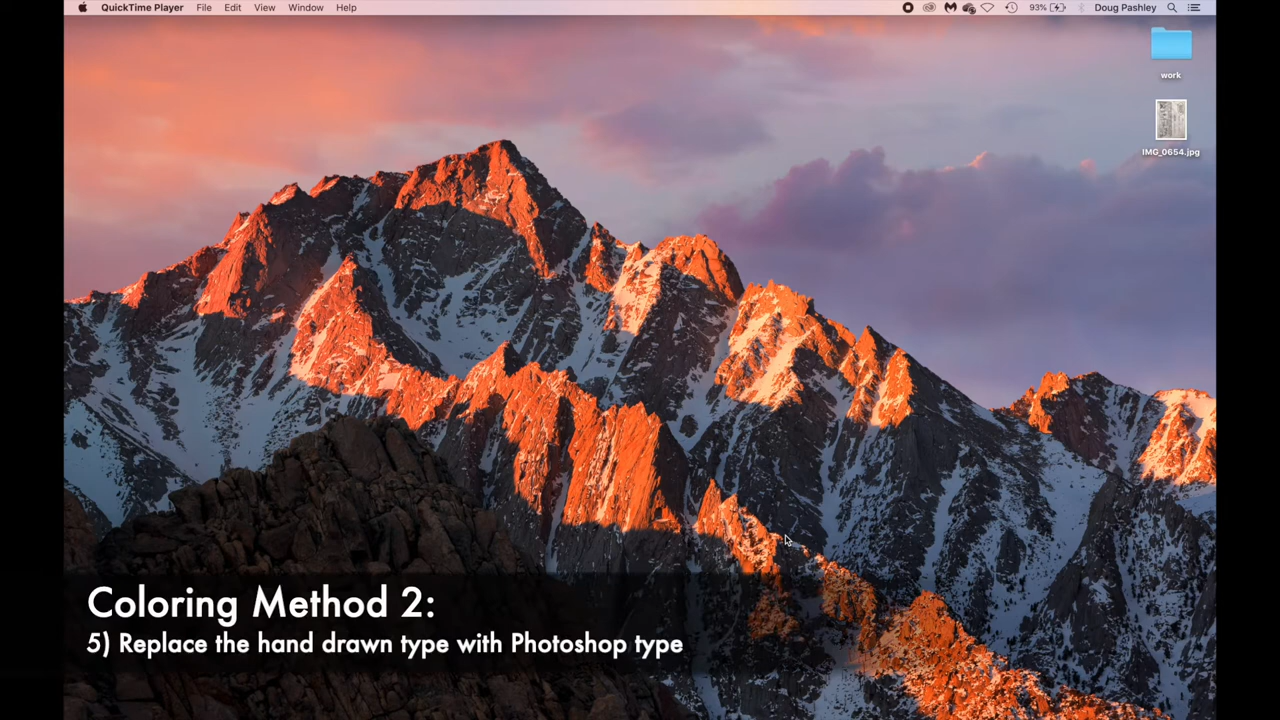 QuickTime Player File Edit View Window Help 93% Doug Pashley
work
IMG_0654.jpg
Coloring Method 2:
5) Replace the hand drawn type with Photoshop type